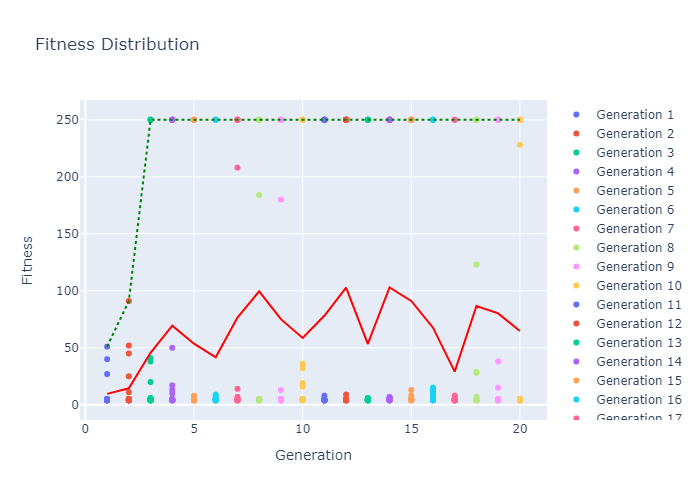 Fitness Distribution
250
200
150
100
50
0
Fitness
0
5
10
15
20
Generation
Generation 1
Generation 2
Generation 3
Generation 4
Generation 5
Generation 6
Generation 7
Generation 8
Generation 9
Generation 10
Generation 11
Generation 12
Generation 13
Generation 14
Generation 15
Generation 16
Generation 17